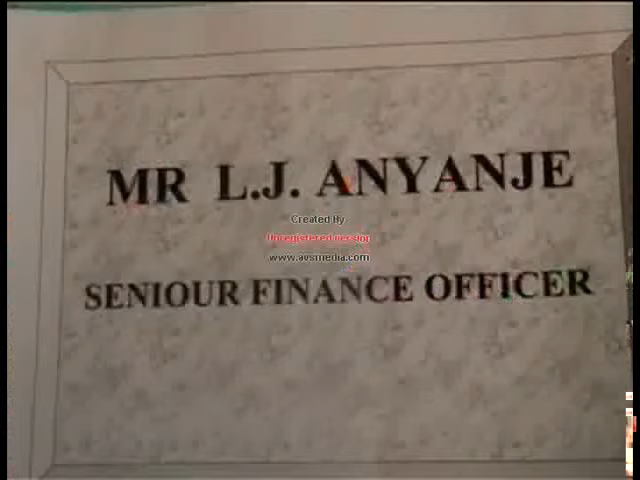 MR L.J. ANYANJE
Created By
Unregistered version
www.avsmedia.com
SENIOUR FINANCE OFFICER